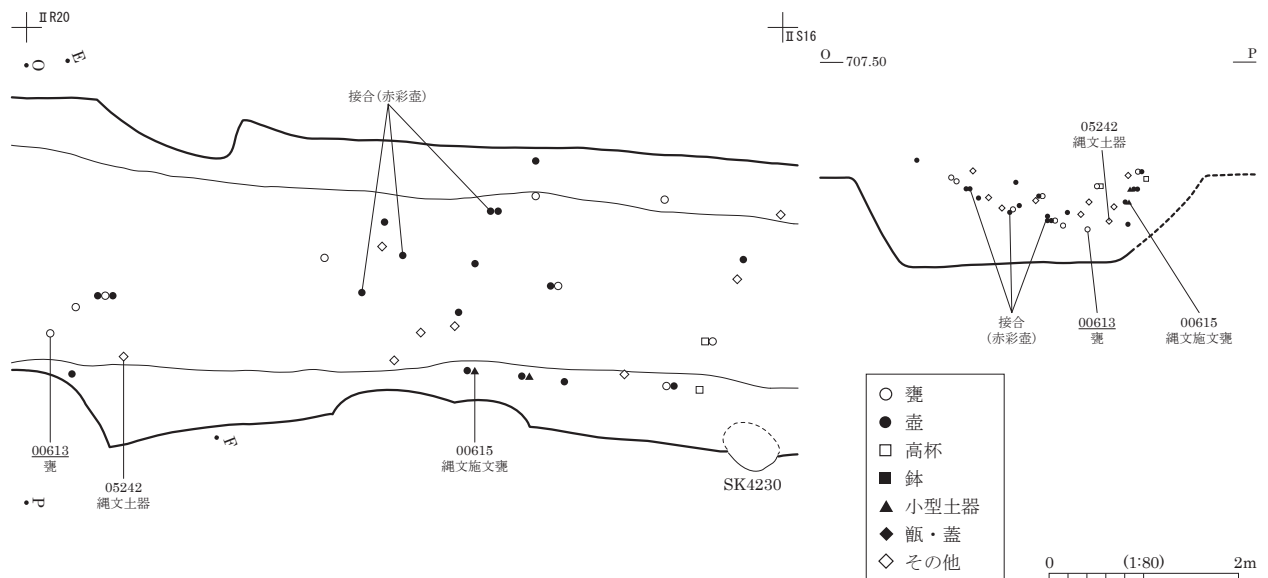 ⅡR20
ⅡS16
O
E
接合(赤彩壺)
00613
甕
05242
縄文土器
P
F
00615
縄文施文甕
SK4230
O 707.50 P
05242
縄文土器
接合
(赤彩壺)
00613
甕
00615
縄文施文甕
甕
壺
高杯
鉢
小型土器
甑・蓋
その他
0 (1:80) 2m